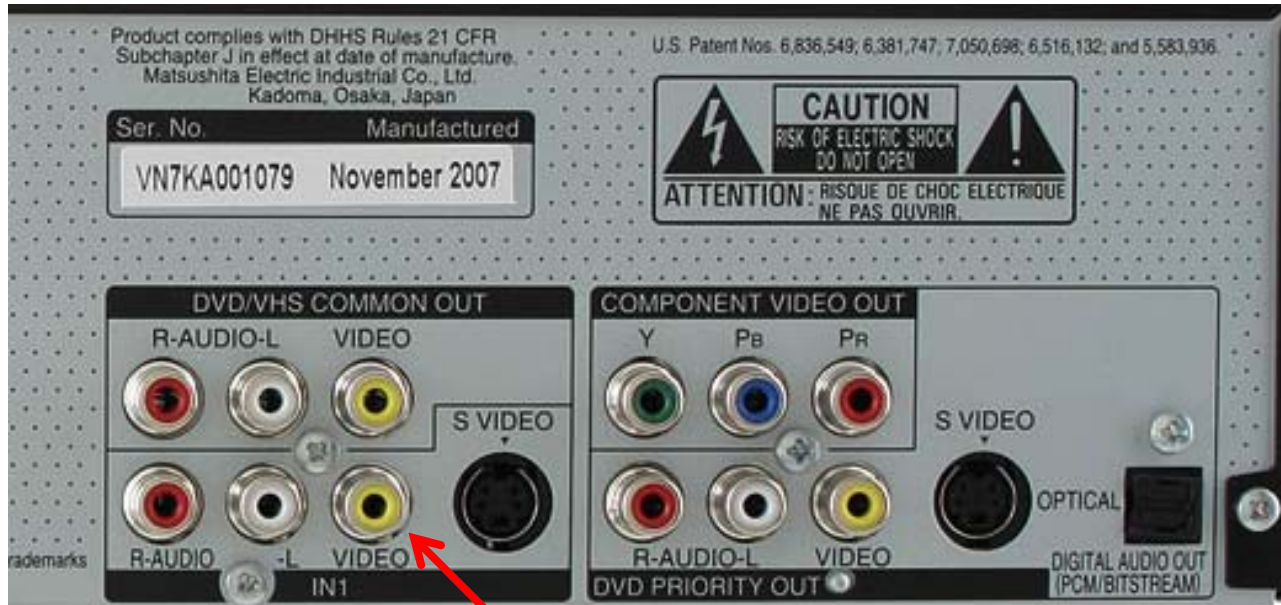 Product complies with DHHS Rules 21 CFR
Subchapter J in effect at date of manufacture.
Matsushita Electric Industrial Co., Ltd.
Kadoma, Osaka, Japan
Ser. No. Manufactured
VN7KA001079 November 2007
U.S. Patent Nos. 6,836,549; 6,381,747; 7,050,698; 6,516,132; and 5,583,936.
CAUTION
RISK OF ELECTRIC SHOCK
DO NOT OPEN
ATTENTION: RISQUE DE CHOC ELECTRIQUE
NE PAS OUVRIR.
DVD/VHS COMMON OUT
R-AUDIO-L VIDEO
S VIDEO
R-AUDIO -L VIDEO
IN1
COMPONENT VIDEO OUT
Y PB PR
S VIDEO
OPTICAL
R-AUDIO-L VIDEO
DVD PRIORITY OUT
DIGITAL AUDIO OUT
(PCM/BITSTREAM)